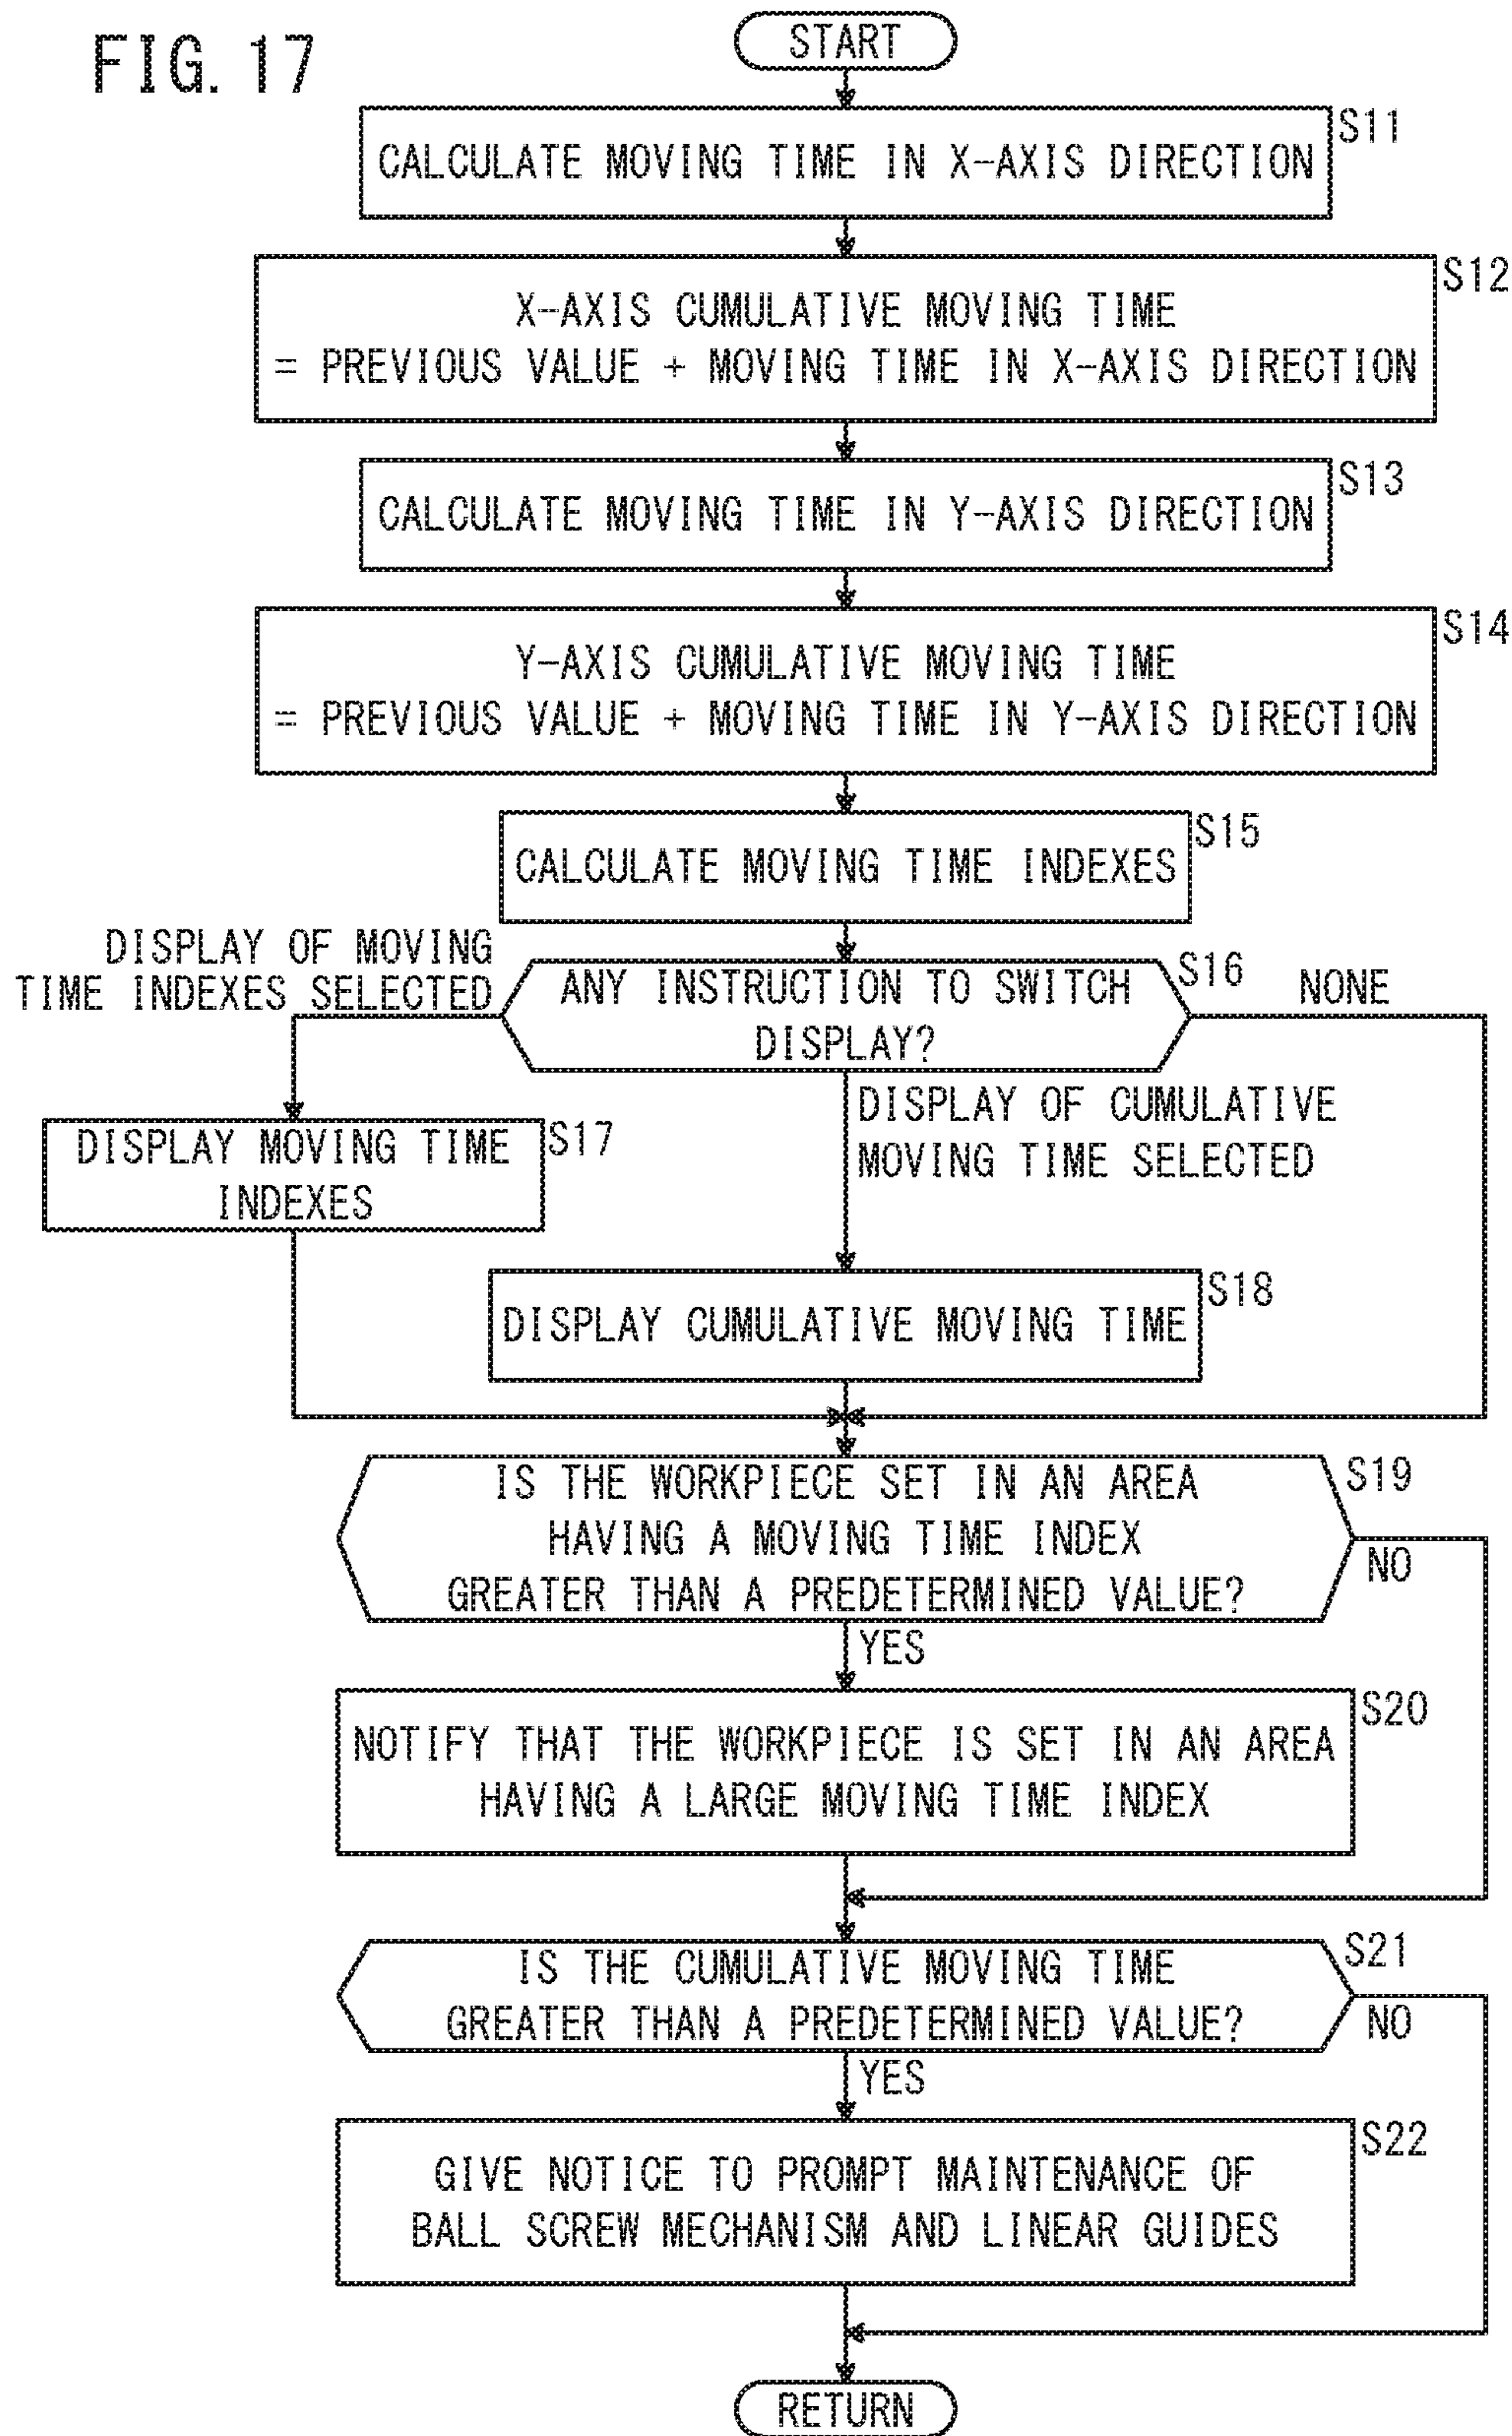 FIG. 17
START
S11
CALCULATE MOVING TIME IN X-AXIS DIRECTION
S12
X-AXIS CUMULATIVE MOVING TIME
= PREVIOUS VALUE + MOVING TIME IN X-AXIS DIRECTION
S13
CALCULATE MOVING TIME IN Y-AXIS DIRECTION
S14
Y-AXIS CUMULATIVE MOVING TIME
= PREVIOUS VALUE + MOVING TIME IN Y-AXIS DIRECTION
S15
CALCULATE MOVING TIME INDEXES
DISPLAY OF MOVING
TIME INDEXES SELECTED
S16
ANY INSTRUCTION TO SWITCH
DISPLAY?
NONE
DISPLAY OF CUMULATIVE
MOVING TIME SELECTED
S17
DISPLAY MOVING TIME
INDEXES
S18
DISPLAY CUMULATIVE MOVING TIME
S19
IS THE WORKPIECE SET IN AN AREA
HAVING A MOVING TIME INDEX
GREATER THAN A PREDETERMINED VALUE?
NO
YES
S20
NOTIFY THAT THE WORKPIECE IS SET IN AN AREA
HAVING A LARGE MOVING TIME INDEX
S21
IS THE CUMULATIVE MOVING TIME
GREATER THAN A PREDETERMINED VALUE?
NO
YES
S22
GIVE NOTICE TO PROMPT MAINTENANCE OF
BALL SCREW MECHANISM AND LINEAR GUIDES
RETURN